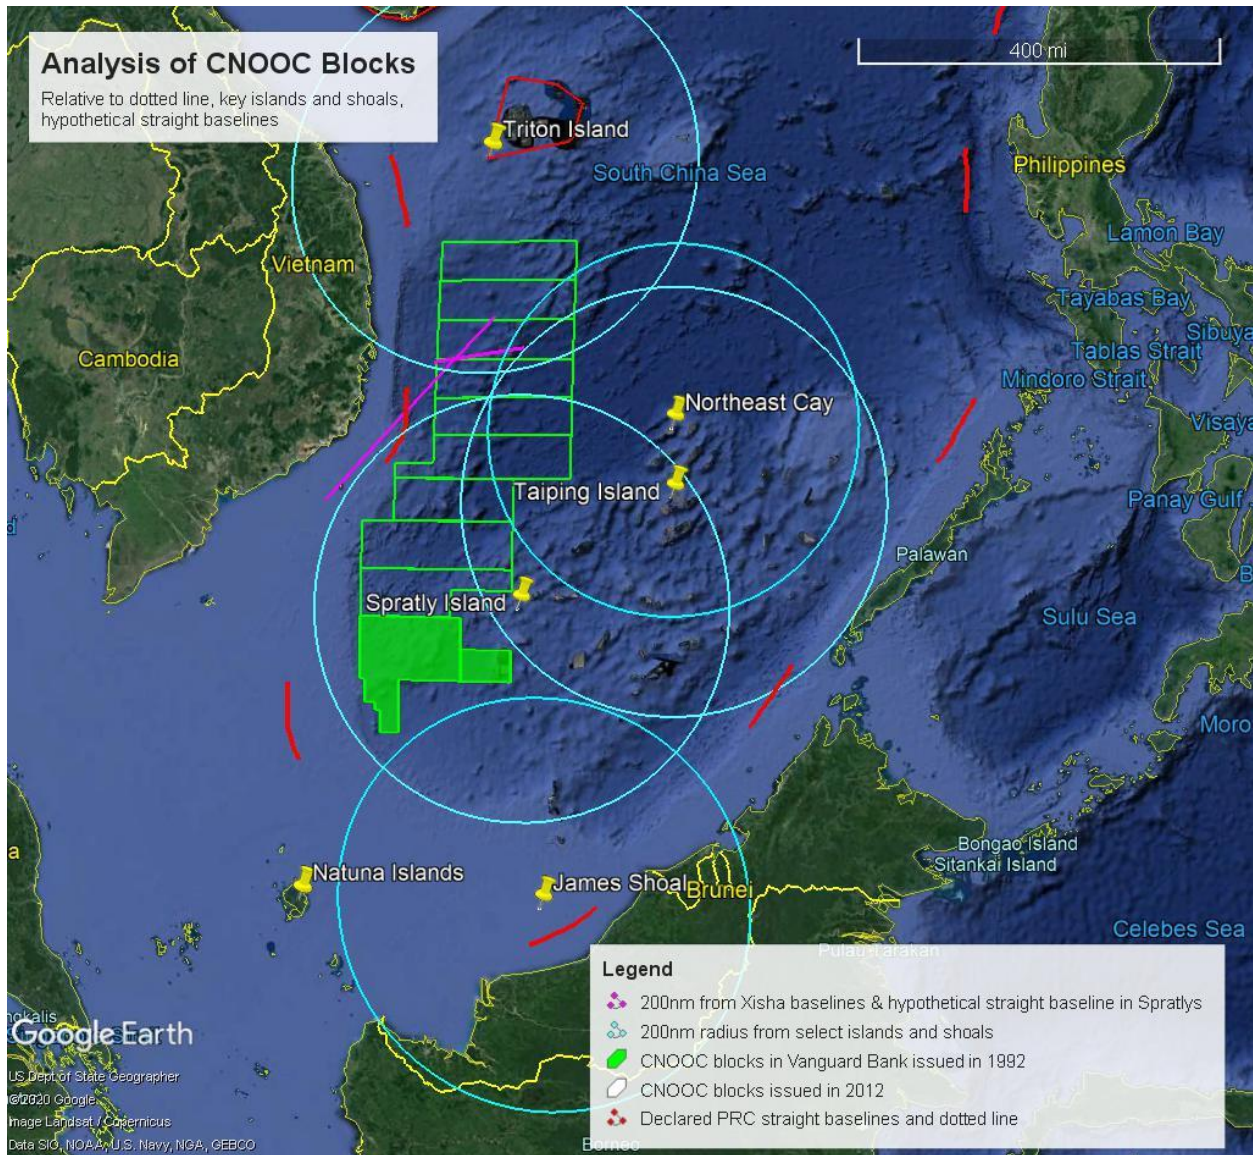 Analysis of CNOOC Blocks
Relative to dotted line, key islands and shoals,
hypothetical straight baselines
400 mi
Triton Island
South China Sea
Philippines
Lamon Bay
Vietnam
Tayabas Bay
Sibuya
Cambodia
Tablas Strait
Mindoro Strait
Northeast Cay
Visaya
Taiping Island
Panay Gulf
d
Palawan
B
Spratly Island
Sulu Sea
Moro
a
Bongao Island
Sitankai Island
Natuna Islands
James Shoal
Brunei
Celebes Sea
Pulau Tarakan
Legend
200nm from Xisha baselines & hypothetical straight baseline in Spratlys
200nm radius from select islands and shoals
CNOOC blocks in Vanguard Bank issued in 1992
CNOOC blocks issued in 2012
Declared PRC straight baselines and dotted line
ngkalis
Google Earth
US Dept of State Geographer
©2020 Google
Image Landsat / Copernicus
Data SIO, NOAA, U.S. Navy, NGA, GEBCO
Borneo